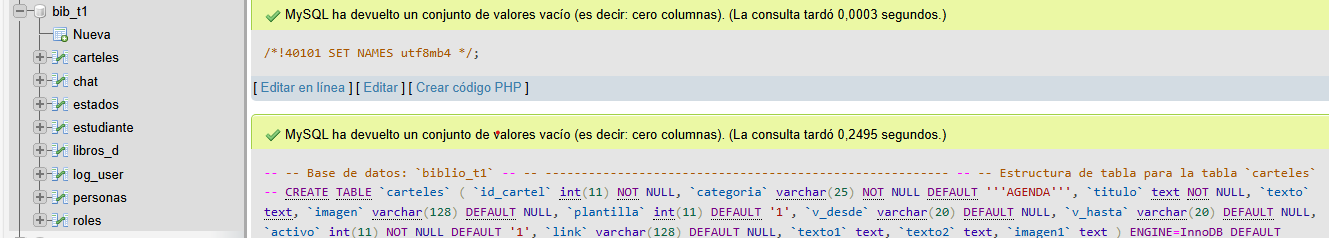 bib_t1
Nueva
carteles
chat
estados
estudiante
libros_d
log_user
personas
roles
MySQL ha devuelto un conjunto de valores vacío (es decir: cero columnas). (La consulta tardó 0,0003 segundos.)
/*!40101 SET NAMES utf8mb4 */;
[ Editar en línea ] [ Editar ] [ Crear código PHP ]
MySQL ha devuelto un conjunto de valores vacío (es decir: cero columnas). (La consulta tardó 0,2495 segundos.)
-- -- Base de datos: `biblio_t1` -- -- -------------------------------------------------------- -- -- Estructura de tabla para la tabla `carteles`
-- CREATE TABLE `carteles` ( `id_cartel` int(11) NOT NULL, `categoria` varchar(25) NOT NULL DEFAULT '''AGENDA''', `titulo` text NOT NULL, `texto`
text, `imagen` varchar(128) DEFAULT NULL, `plantilla` int(11) DEFAULT '1', `v_desde` varchar(20) DEFAULT NULL, `v_hasta` varchar(20) DEFAULT NULL,
`activo` int(11) NOT NULL DEFAULT '1', `link` varchar(128) DEFAULT NULL, `texto1` text, `texto2` text, `imagen1` text ) ENGINE=InnoDB DEFAULT